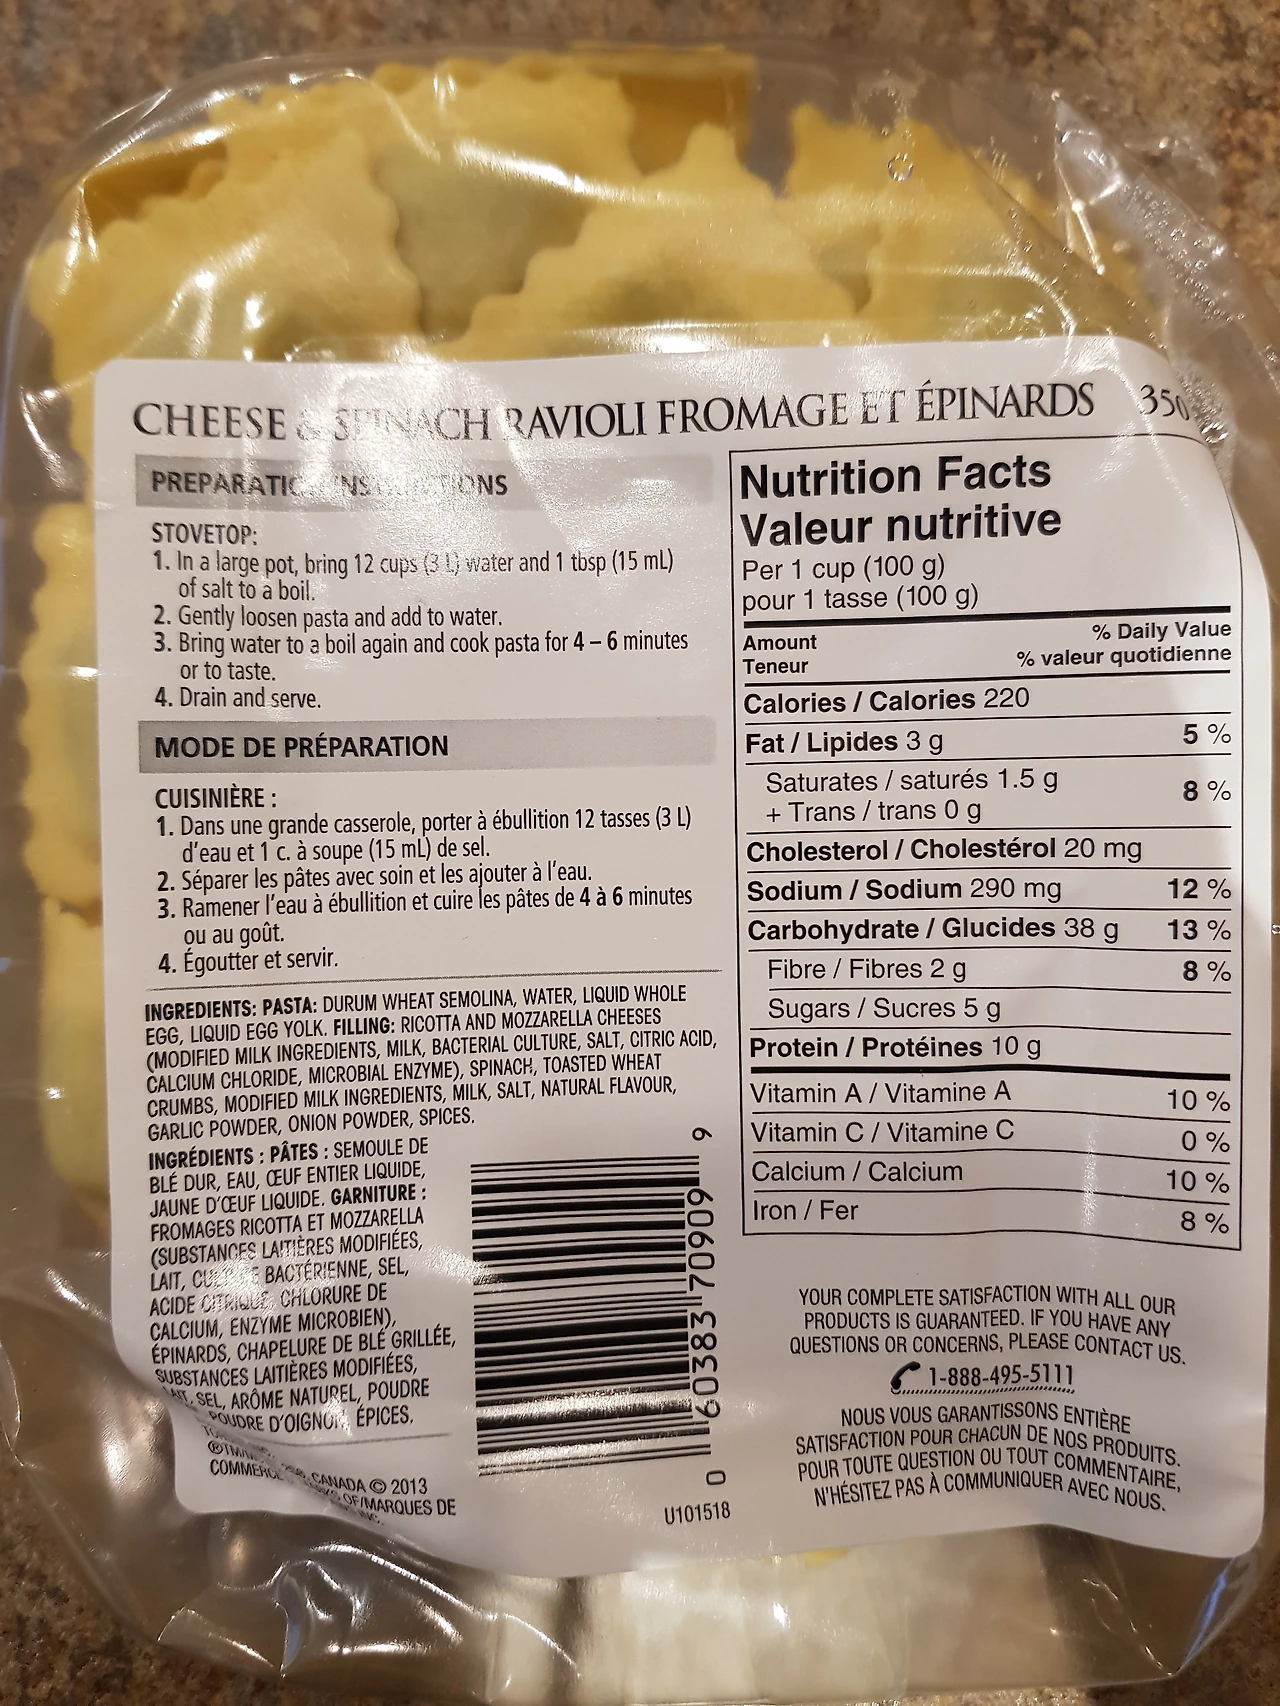 CHEESE & SPINACH RAVIOLI FROMAGE ET ÉPINARDS 350
PREPARATION INSTRUCTIONS
STOVETOP:
1. In a large pot, bring 12 cups (3 L) water and 1 tbsp (15 mL)
of salt to a boil.
2. Gently loosen pasta and add to water.
3. Bring water to a boil again and cook pasta for 4 – 6 minutes
or to taste.
4. Drain and serve.
MODE DE PRÉPARATION
CUISINIÈRE :
1. Dans une grande casserole, porter à ébullition 12 tasses (3 L)
d'eau et 1 c. à soupe (15 mL) de sel.
2. Séparer les pâtes avec soin et les ajouter à l'eau.
3. Ramener l'eau à ébullition et cuire les pâtes de 4 à 6 minutes
ou au goût.
4. Égoutter et servir.
INGREDIENTS: PASTA: DURUM WHEAT SEMOLINA, WATER, LIQUID WHOLE
EGG, LIQUID EGG YOLK. FILLING: RICOTTA AND MOZZARELLA CHEESES
(MODIFIED MILK INGREDIENTS, MILK, BACTERIAL CULTURE, SALT, CITRIC ACID,
CALCIUM CHLORIDE, MICROBIAL ENZYME), SPINACH, TOASTED WHEAT
CRUMBS, MODIFIED MILK INGREDIENTS, MILK, SALT, NATURAL FLAVOUR,
GARLIC POWDER, ONION POWDER, SPICES.
INGRÉDIENTS : PÂTES : SEMOULE DE
BLÉ DUR, EAU, ŒUF ENTIER LIQUIDE,
JAUNE D'ŒUF LIQUIDE. GARNITURE :
FROMAGES RICOTTA ET MOZZARELLA
(SUBSTANCES LAITIÈRES MODIFIÉES,
LAIT, CULTURE BACTÉRIENNE, SEL,
ACIDE CITRIQUE, CHLORURE DE
CALCIUM, ENZYME MICROBIEN),
ÉPINARDS, CHAPELURE DE BLÉ GRILLÉE,
SUBSTANCES LAITIÈRES MODIFIÉES,
LAIT, SEL, ARÔME NATUREL, POUDRE
POUDRE D'OIGNON, ÉPICES.
CANADA © 2013
®TM/
OF/MARQUES DE
COMMERCE
INC.
0 60383 70909 9
U101518
Nutrition Facts
Valeur nutritive
Per 1 cup (100 g)
pour 1 tasse (100 g)
Amount % Daily Value
Teneur % valeur quotidienne
Calories / Calories 220
Fat / Lipides 3 g 5 %
Saturates / saturés 1.5 g
+ Trans / trans 0 g 8 %
Cholesterol / Cholestérol 20 mg
Sodium / Sodium 290 mg 12 %
Carbohydrate / Glucides 38 g 13 %
Fibre / Fibres 2 g 8 %
Sugars / Sucres 5 g
Protein / Protéines 10 g
Vitamin A / Vitamine A 10 %
Vitamin C / Vitamine C 0 %
Calcium / Calcium 10 %
Iron / Fer 8 %
YOUR COMPLETE SATISFACTION WITH ALL OUR
PRODUCTS IS GUARANTEED. IF YOU HAVE ANY
QUESTIONS OR CONCERNS, PLEASE CONTACT US.
1-888-495-5111
NOUS VOUS GARANTISSONS ENTIÈRE
SATISFACTION POUR CHACUN DE NOS PRODUITS.
POUR TOUTE QUESTION OU TOUT COMMENTAIRE,
N'HÉSITEZ PAS À COMMUNIQUER AVEC NOUS.